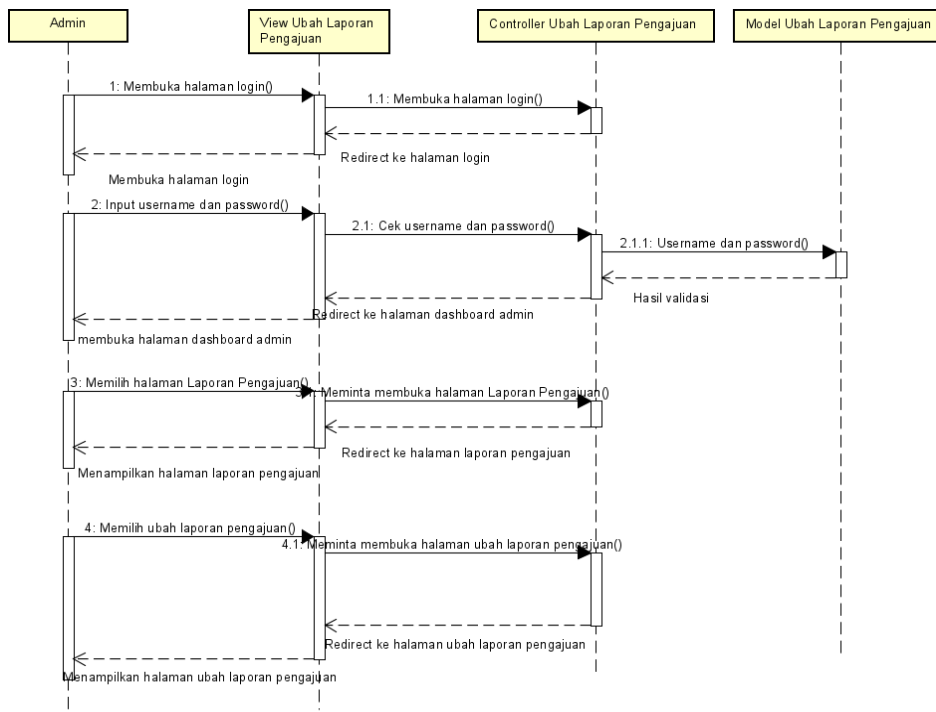 Admin
View Ubah Laporan
Pengajuan
Controller Ubah Laporan Pengajuan
Model Ubah Laporan Pengajuan
1: Membuka halaman login()
1.1: Membuka halaman login()
Redirect ke halaman login
Membuka halaman login
2: Input username dan password()
2.1: Cek username dan password()
2.1.1: Username dan password()
Hasil validasi
Redirect ke halaman dashboard admin
membuka halaman dashboard admin
3: Memilih halaman Laporan Pengajuan()
3.1: Meminta membuka halaman Laporan Pengajuan()
Redirect ke halaman laporan pengajuan
Menampilkan halaman laporan pengajuan
4: Memilih ubah laporan pengajuan()
4.1: Meminta membuka halaman ubah laporan pengajuan()
Redirect ke halaman ubah laporan pengajuan
Menampilkan halaman ubah laporan pengajuan